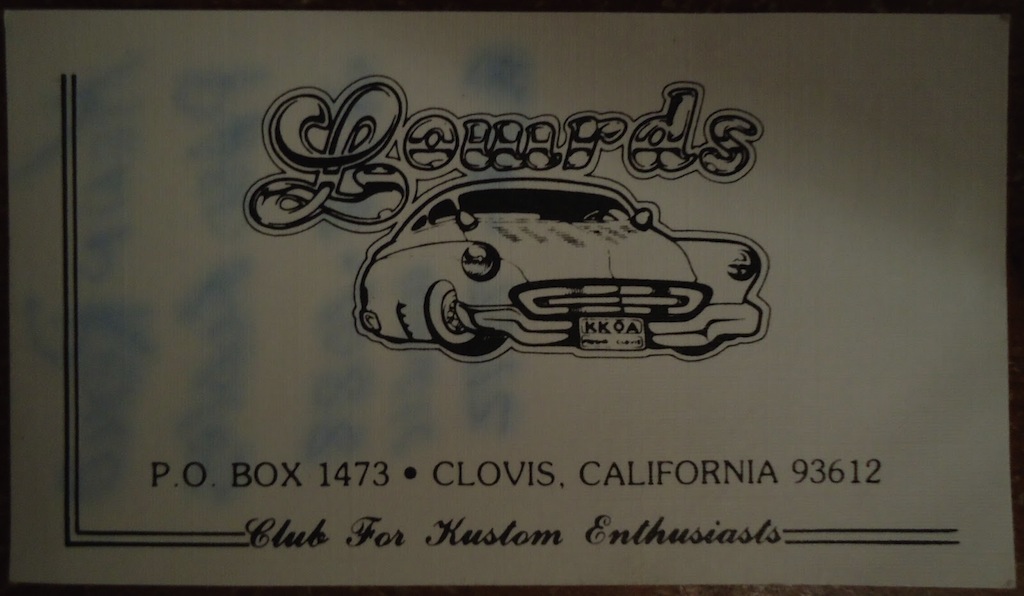 Lowrds
KKOA
P.O. BOX 1473 • CLOVIS, CALIFORNIA 93612
Club For Kustom Enthusiasts